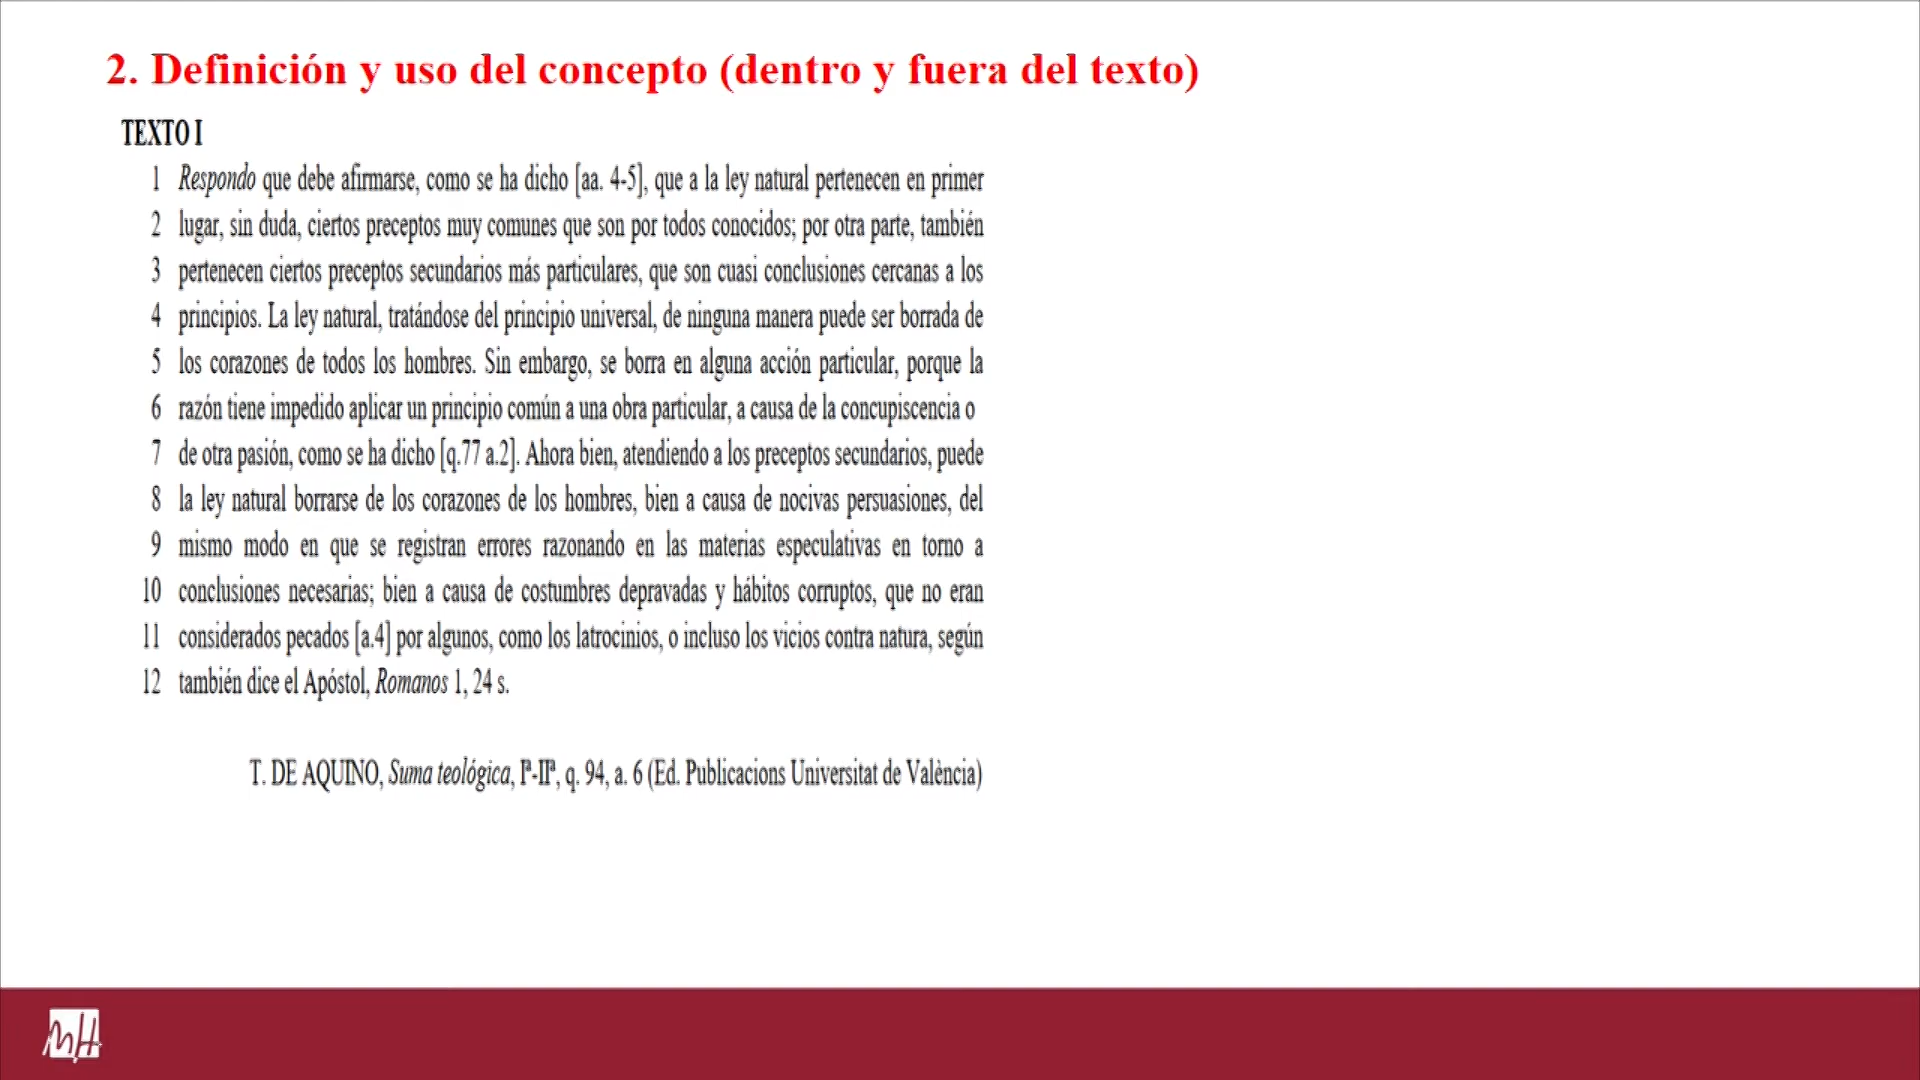 2. Definición y uso del concepto (dentro y fuera del texto)
TEXTO I
1 Respondo que debe afirmarse, como se ha dicho [aa. 4-5], que a la ley natural pertenecen en primer
2 lugar, sin duda, ciertos preceptos muy comunes que son por todos conocidos; por otra parte, también
3 pertenecen ciertos preceptos secundarios más particulares, que son cuasi conclusiones cercanas a los
4 principios. La ley natural, tratándose del principio universal, de ninguna manera puede ser borrada de
5 los corazones de todos los hombres. Sin embargo, se borra en alguna acción particular, porque la
6 razón tiene impedido aplicar un principio común a una obra particular, a causa de la concupiscencia o
7 de otra pasión, como se ha dicho [q.77 a.2]. Ahora bien, atendiendo a los preceptos secundarios, puede
8 la ley natural borrarse de los corazones de los hombres, bien a causa de nocivas persuasiones, del
9 mismo modo en que se registran errores razonando en las materias especulativas en torno a
10 conclusiones necesarias; bien a causa de costumbres depravadas y hábitos corruptos, que no eran
11 considerados pecados [a.4] por algunos, como los latrocinios, o incluso los vicios contra natura, según
12 también dice el Apóstol, Romanos 1, 24 s.
T. DE AQUINO, Suma teológica, Iª-IIª, q. 94, a. 6 (Ed. Publicacions Universitat de València)
MH